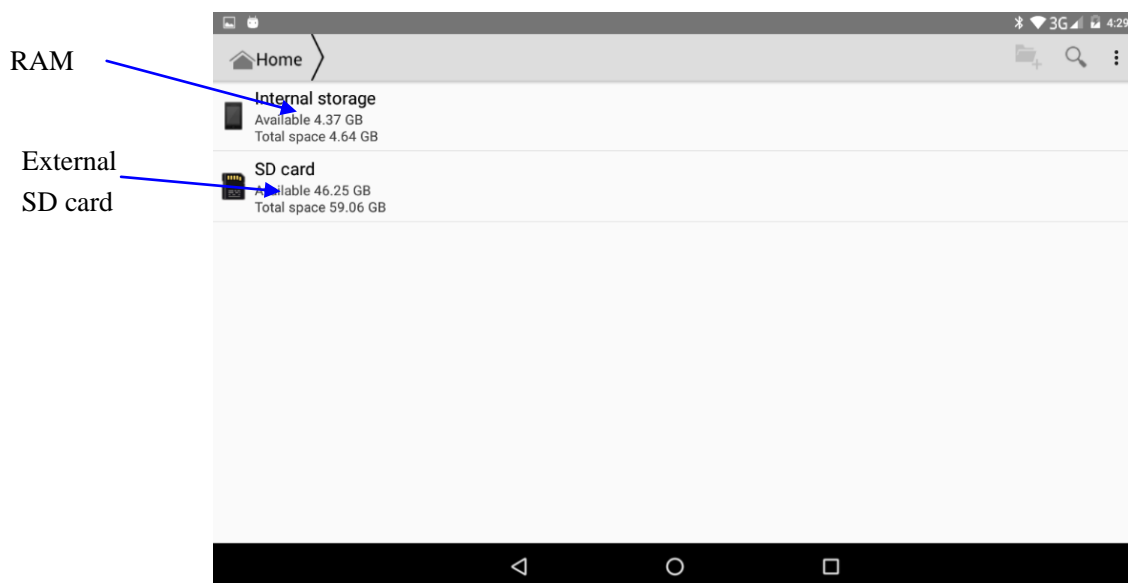 3G 4:29
Home
RAM
Internal storage
Available 4.37 GB
Total space 4.64 GB
External
SD card
SD card
Available 46.25 GB
Total space 59.06 GB